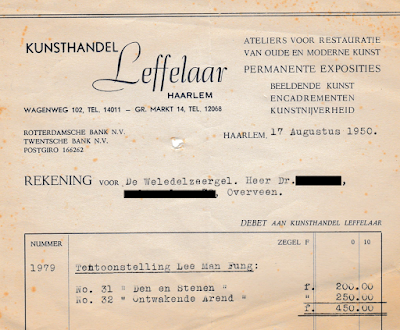 KUNSTHANDEL
Leffelaar
HAARLEM
WAGENWEG 102, TEL. 14011 — GR. MARKT 14, TEL. 12068
ATELIERS VOOR RESTAURATIE
VAN OUDE EN MODERNE KUNST
PERMANENTE EXPOSITIES
BEELDENDE KUNST
ENCADREMENTEN
KUNSTNIJVERHEID
ROTTERDAMSCHE BANK N.V.
TWENTSCHE BANK N.V.
POSTGIRO 166262
HAARLEM, 17 Augustus 1950.
REKENING VOOR De Weledelzeergel. Heer Dr. ,
, Overveen.
DEBET AAN KUNSTHANDEL LEFFELAAR
NUMMER ZEGEL F 0 10
1979 Tentoonstelling Lee Man Fung:
No. 31 " Den en Stenen " f. 200.00
No. 32 " Ontwakende Arend " " 250.00
f. 450.00